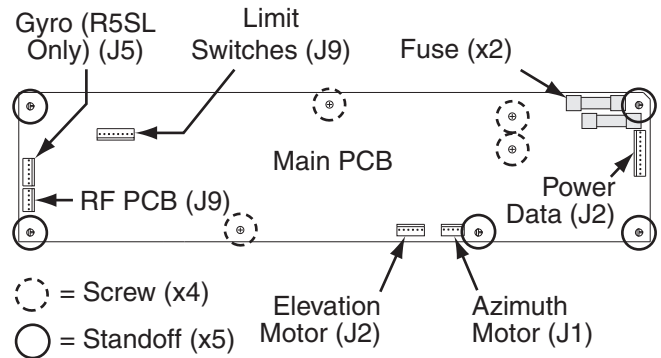 Gyro (R5SL
Only) (J5)
Limit
Switches (J9)
Fuse (x2)
Main PCB
RF PCB (J9)
Power
Data (J2)
Elevation
Motor (J2)
Azimuth
Motor (J1)
= Screw (x4)
= Standoff (x5)